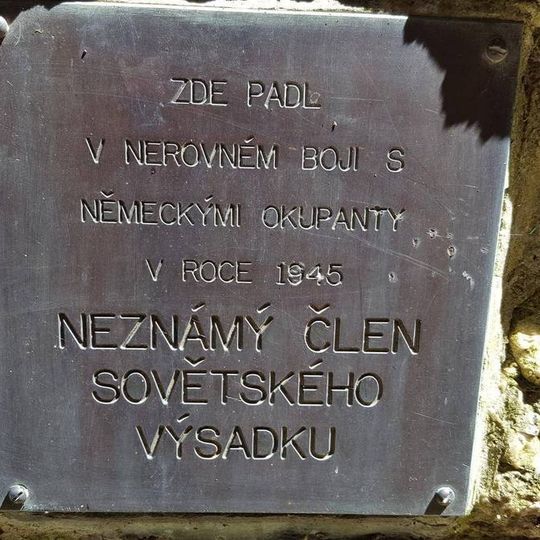 ZDE PADL
V NEROVNÉM BOJI S
NĚMECKÝMI OKUPANTY
V ROCE 1945
NEZNÁMÝ ČLEN
SOVĚTSKÉHO
VÝSADKU